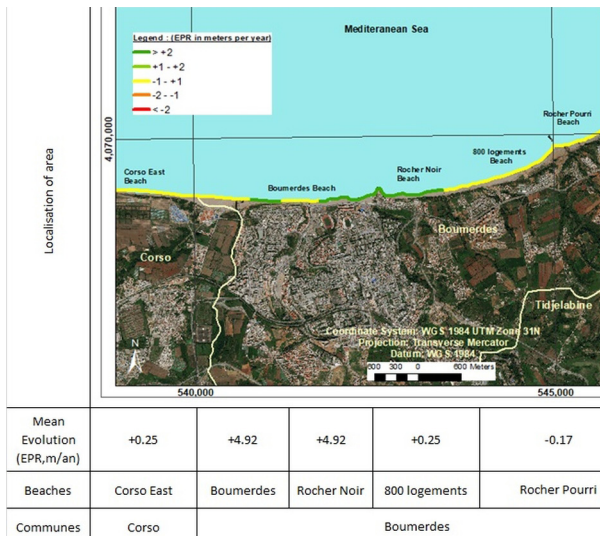 Mediteranean Sea
Legend : (EPR in meters per year)
> +2
+1 - +2
-1 - +1
-2 - -1
< -2
Localisation of area
4,070,000
Rocher Pourri
Beach
800 logements
Beach
Rocher Noir
Beach
Corso East
Beach
Boumerdes Beach
Corso
Boumerdes
Tidjelabine
Coordinate System: WGS 1984 UTM Zone 31N
Projection: Transverse Mercator
Datum: WGS 1984
N
600 300 0 600 Meters
540,000 545,000
Mean
Evolution
(EPR,m/an)
+0.25 +4.92 +4.92 +0.25 -0.17
Beaches Corso East Boumerdes Rocher Noir 800 logements Rocher Pourri
Communes Corso Boumerdes